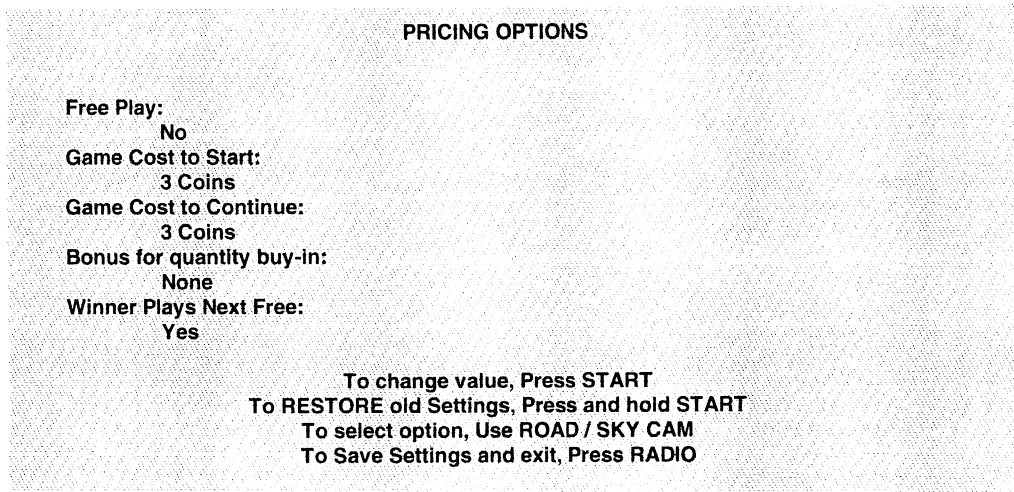 PRICING OPTIONS
Free Play:
No
Game Cost to Start:
3 Coins
Game Cost to Continue:
3 Coins
Bonus for quantity buy-in:
None
Winner Plays Next Free:
Yes
To change value, Press START
To RESTORE old Settings, Press and hold START
To select option, Use ROAD / SKY CAM
To Save Settings and exit, Press RADIO